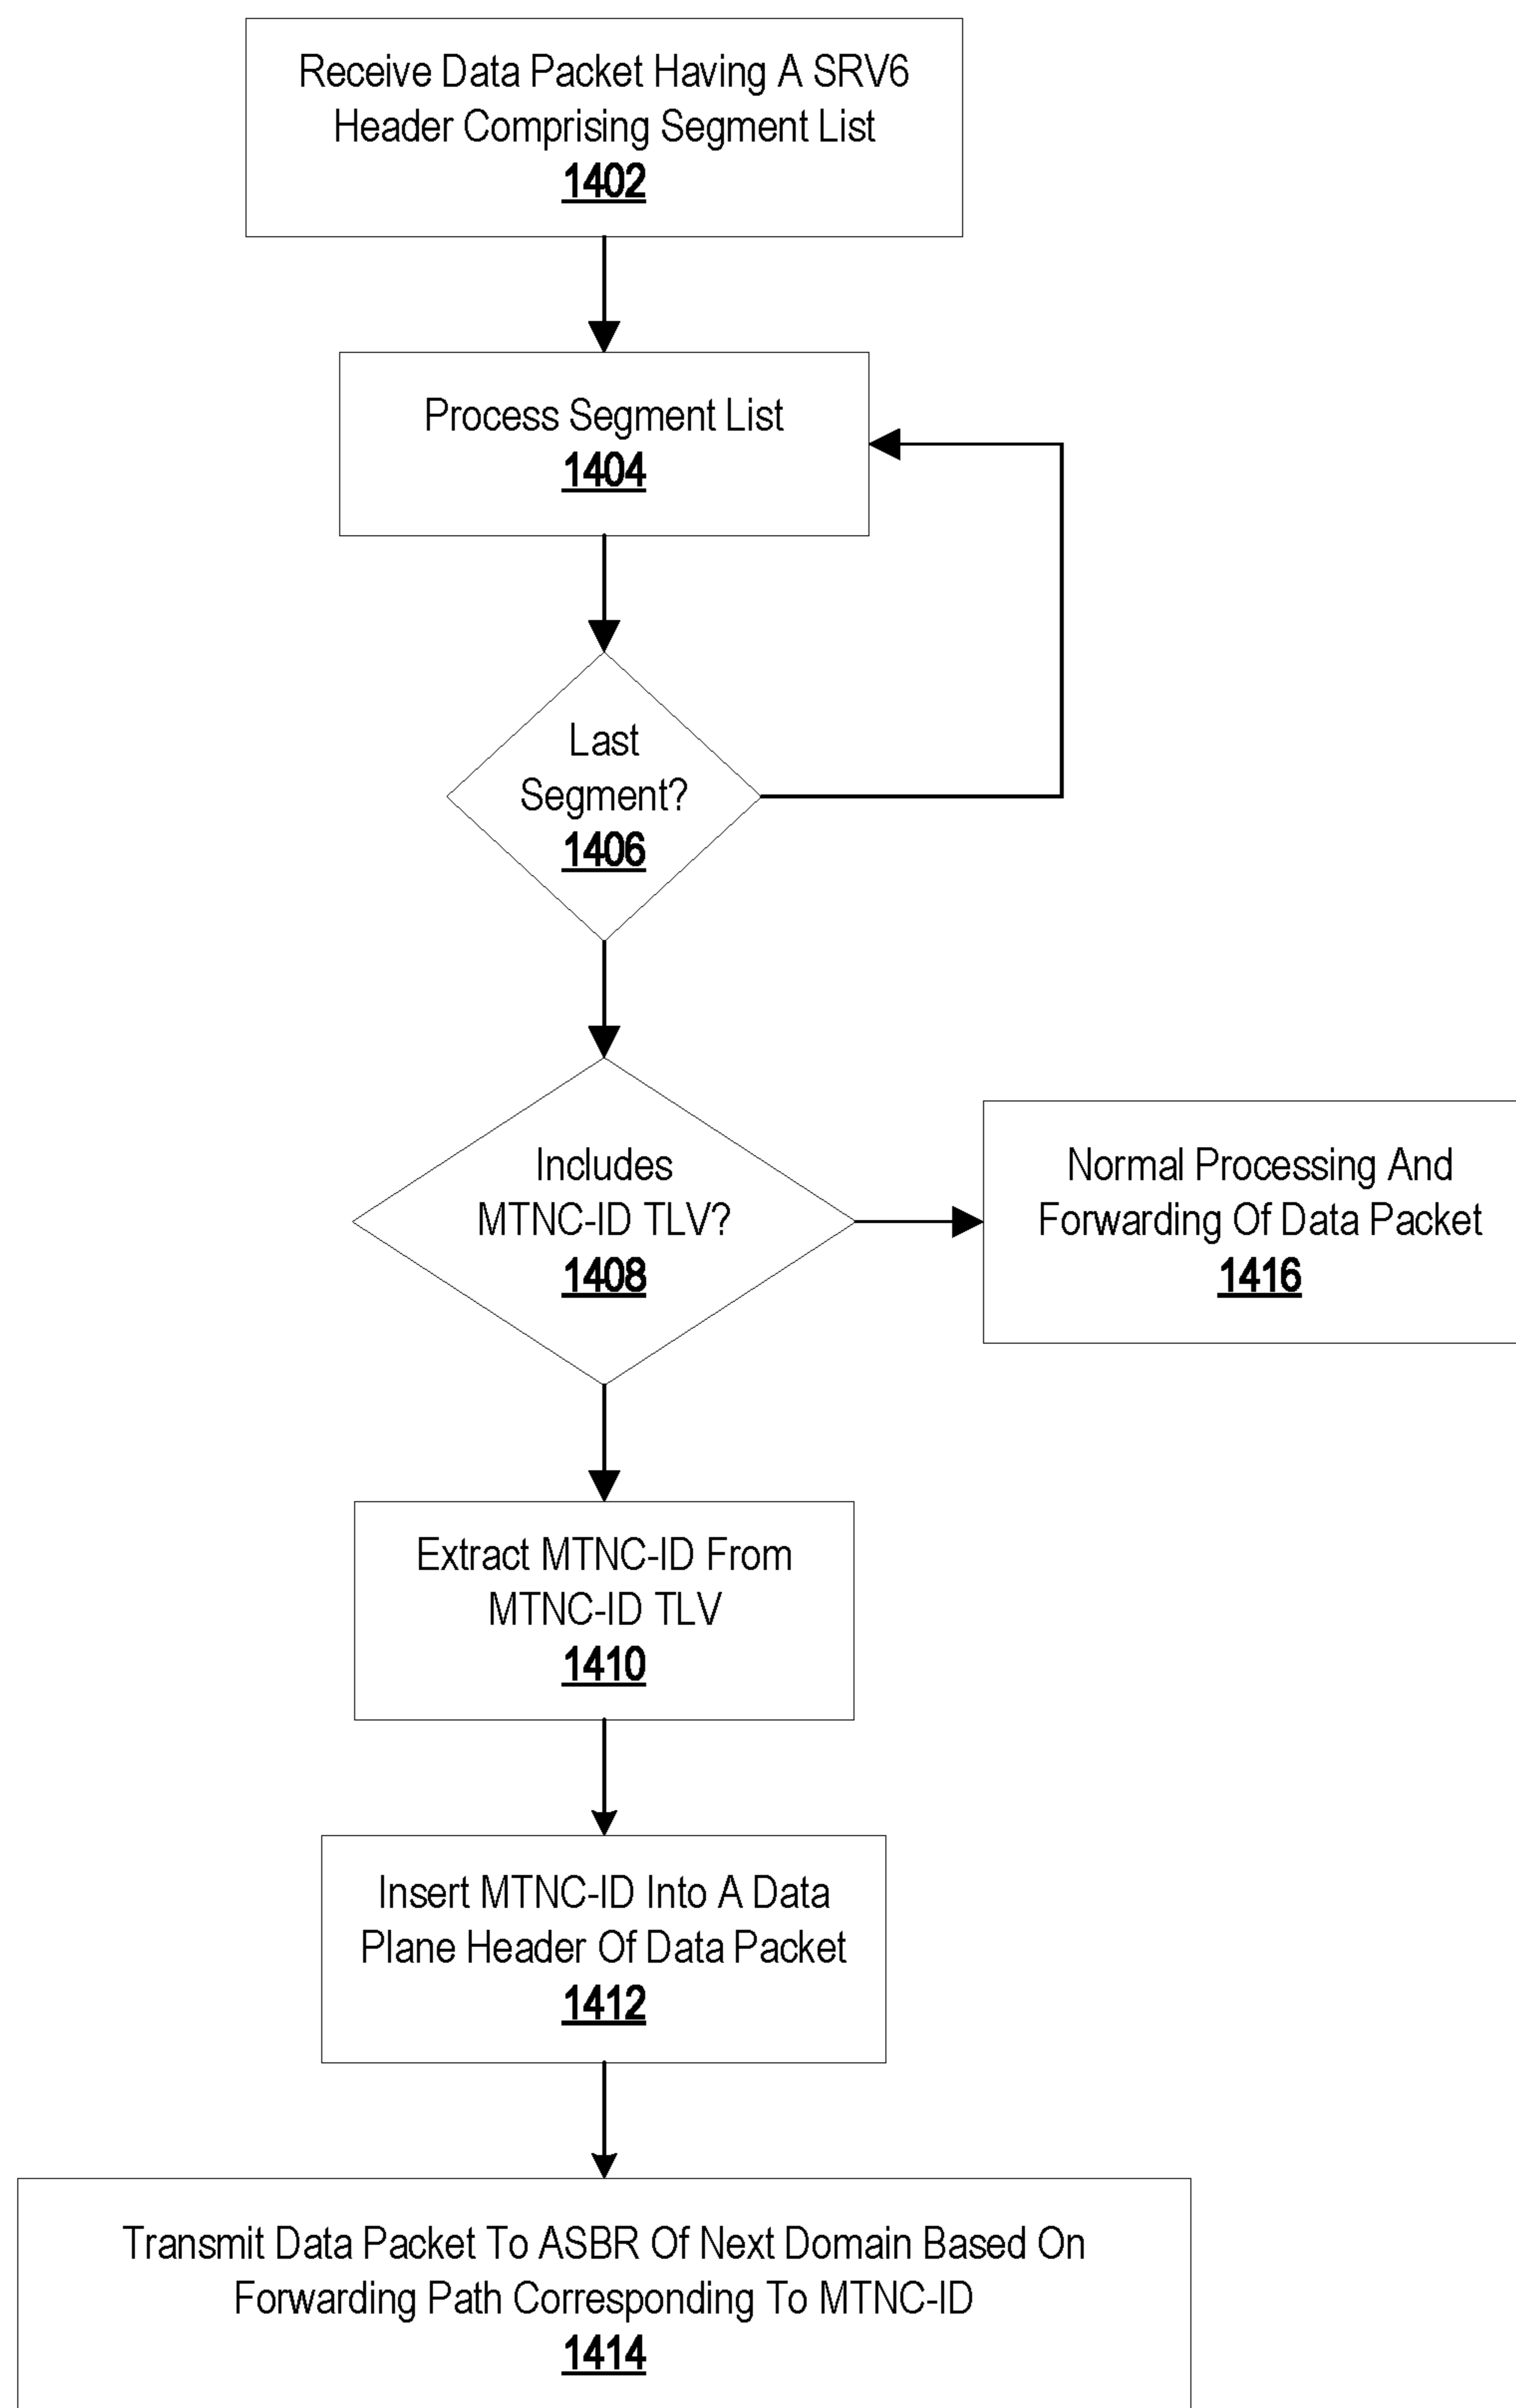 Receive Data Packet Having A SRV6
Header Comprising Segment List
1402
Process Segment List
1404
Last
Segment?
1406
Includes
MTNC-ID TLV?
1408
Normal Processing And
Forwarding Of Data Packet
1416
Extract MTNC-ID From
MTNC-ID TLV
1410
Insert MTNC-ID Into A Data
Plane Header Of Data Packet
1412
Transmit Data Packet To ASBR Of Next Domain Based On
Forwarding Path Corresponding To MTNC-ID
1414